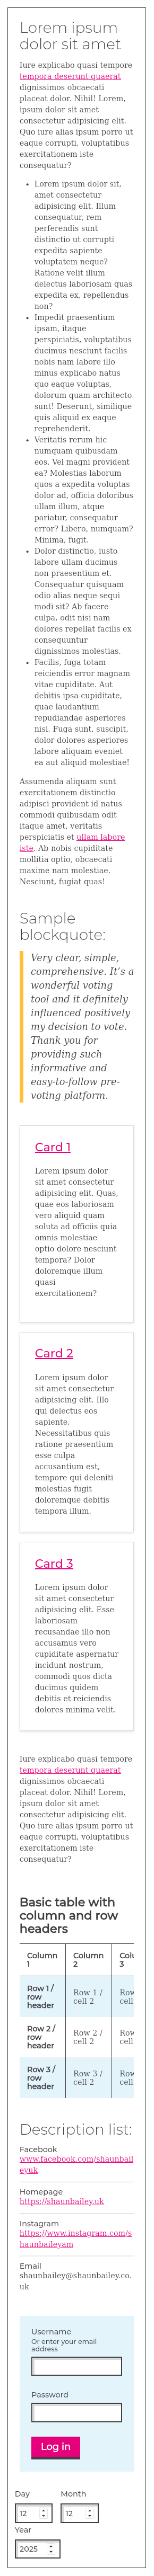 Lorem ipsum
dolor sit amet
Iure explicabo quasi tempore
tempora deserunt quaerat
dignissimos obcaecati
placeat dolor. Nihil! Lorem,
ipsum dolor sit amet
consectetur adipisicing elit.
Quo iure alias ipsum porro ut
eaque corrupti, voluptatibus
exercitationem iste
consequatur?
• Lorem ipsum dolor sit,
amet consectetur
adipisicing elit. Illum
consequatur, rem
perferendis sunt
distinctio ut corrupti
expedita sapiente
voluptatem neque?
Ratione velit illum
delectus laboriosam quas
expedita ex, repellendus
non?
• Impedit praesentium
ipsam, itaque
perspiciatis, voluptatibus
ducimus nesciunt facilis
nobis nam labore illo
minus explicabo natus
quo eaque voluptas,
dolorum quam architecto
sunt! Deserunt, similique
quis aliquid ex eaque
reprehenderit.
• Veritatis rerum hic
numquam quibusdam
eos. Vel magni provident
ea? Molestias laborum
quos a expedita voluptas
sed ad, officia doloribus
ullam illum, atque
pariatur, consequatur
error? Libero, numquam?
Minima, fugit.
• Dolor distinctio, iusto
labore ullam ducimus
non praesentium et.
Consequatur quisquam
odio alias neque sequi
modi sit? Ab facere
culpa, odit nisi nam
dolores repellat facilis ex
consequuntur
dignissimos molestias.
• Facilis, fuga totam
reiciendis error magnam
vitae cupiditate. Aut
debitis ipsa cupiditate,
quae laudantium
repudiandae asperiores
nisi. Fuga sunt, suscipit,
dolor dolores asperiores
labore aliquam eveniet
ea aut aliquid molestiae!
Assumenda aliquam sunt
exercitationem distinctio
adipisci provident id natus
commodi quibusdam odit
itaque amet, veritatis
perspiciatis et ullam labore
iste. Ab nobis cupiditate
mollitia optio, obcaecati
maxime nam molestiae.
Nesciunt, fugiat quas!
Sample
blockquote:
Very clear, simple,
comprehensive. It’s a
wonderful voting
tool and it definitely
influenced positively
my decision to vote.
Thank you for
providing such
informative and
easy-to-follow pre-
voting platform.
Card 1
Lorem ipsum dolor
sit amet consectetur
adipisicing elit. Quas,
quae eos laboriosam
vero aliquid quam
soluta ad officiis quia
omnis molestiae
optio dolore nesciunt
tempora? Dolor
doloremque illum
quasi
exercitationem?
Card 2
Lorem ipsum dolor
sit amet consectetur
adipisicing elit. Illo
qui delectus eos
sapiente.
Necessitatibus quis
ratione praesentium
esse culpa
accusantium est,
tempore qui deleniti
molestias fugit
doloremque debitis
tempora illum.
Card 3
Lorem ipsum dolor
sit amet consectetur
adipisicing elit. Esse
laboriosam
recusandae illo non
accusamus vero
cupiditate aspernatur
incidunt nostrum,
commodi quos dicta
ducimus quidem
debitis et reiciendis
dolores minima velit.
Iure explicabo quasi tempore
tempora deserunt quaerat
dignissimos obcaecati
placeat dolor. Nihil! Lorem,
ipsum dolor sit amet
consectetur adipisicing elit.
Quo iure alias ipsum porro ut
eaque corrupti, voluptatibus
exercitationem iste
consequatur?
Basic table with
column and row
headers
Column 1 Column 2 Colu 3
Row 1 / row header Row 1 / cell 2 Row cell
Row 2 / row header Row 2 / cell 2 Row cell
Row 3 / row header Row 3 / cell 2 Row cell
Description list:
Facebook
www.facebook.com/shaunbail
eyuk
Homepage
https://shaunbailey.uk
Instagram
https://www.instagram.com/s
haunbaileyam
Email
shaunbailey@shaunbailey.co.
uk
Username
Or enter your email
address
Password
Log in
Day Month
12 12
Year
2025